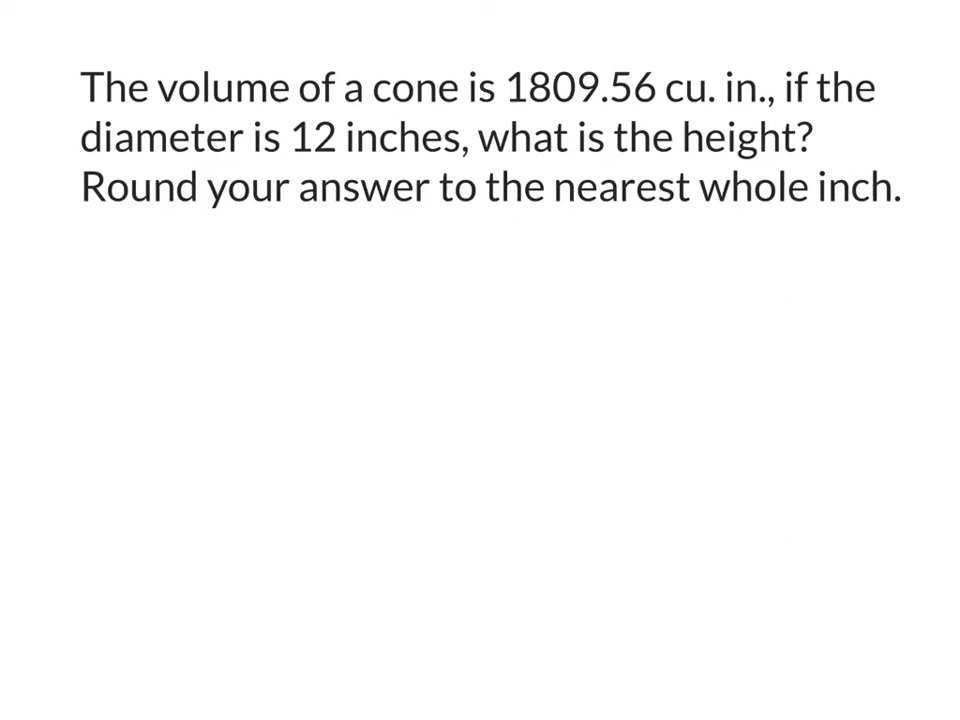 The volume of a cone is 1809.56 cu. in., if the
diameter is 12 inches, what is the height?
Round your answer to the nearest whole inch.